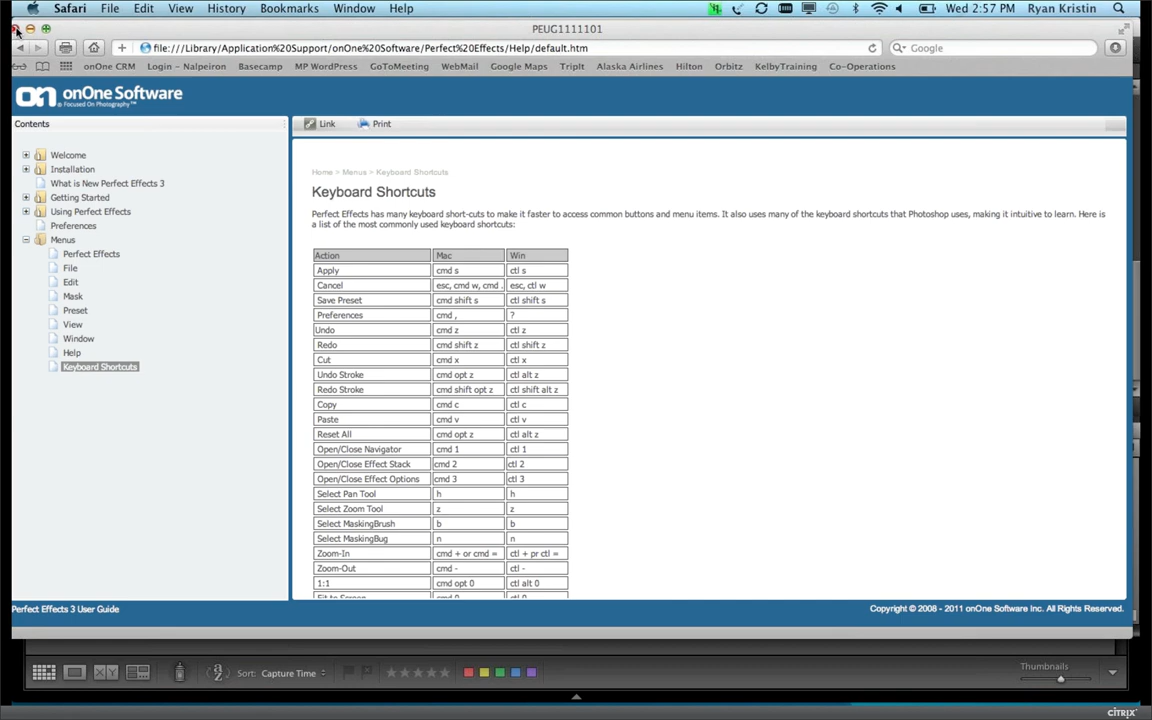 Safari File Edit View History Bookmarks Window Help Wed 2:57 PM Ryan Kristin
PEUG1111101
file:///Library/Application%20Support/onOne%20Software/Perfect%20Effects/Help/default.htm Google
onOne CRM Login - Nalpeiron Basecamp MP WordPress GoToMeeting WebMail Google Maps TripIt Alaska Airlines Hilton Orbitz KelbyTraining Co-Operations
on onOne Software
Focused On Photography™
Contents
Link Print
Welcome
Installation
What is New Perfect Effects 3
Getting Started
Using Perfect Effects
Preferences
Menus
Perfect Effects
File
Edit
Mask
Preset
View
Window
Help
Keyboard Shortcuts
Home > Menus > Keyboard Shortcuts
Keyboard Shortcuts
Perfect Effects has many keyboard short-cuts to make it faster to access common buttons and menu items. It also uses many of the keyboard shortcuts that Photoshop uses, making it intuitive to learn. Here is
a list of the most commonly used keyboard shortcuts:
Action Mac Win
Apply cmd s ctl s
Cancel esc, cmd w, cmd . esc, ctl w
Save Preset cmd shift s ctl shift s
Preferences cmd , ?
Undo cmd z ctl z
Redo cmd shift z ctl shift z
Cut cmd x ctl x
Undo Stroke cmd opt z ctl alt z
Redo Stroke cmd shift opt z ctl shift alt z
Copy cmd c ctl c
Paste cmd v ctl v
Reset All cmd opt z ctl alt z
Open/Close Navigator cmd 1 ctl 1
Open/Close Effect Stack cmd 2 ctl 2
Open/Close Effect Options cmd 3 ctl 3
Select Pan Tool h h
Select Zoom Tool z z
Select MaskingBrush b b
Select MaskingBug n n
Zoom-In cmd + or cmd = ctl + pr ctl =
Zoom-Out cmd - ctl -
1:1 cmd opt 0 ctl alt 0
Fit to Screen cmd 0 ctl 0
Perfect Effects 3 User Guide Copyright © 2008 - 2011 onOne Software Inc. All Rights Reserved.
XY Sort: Capture Time Thumbnails
CITRIX